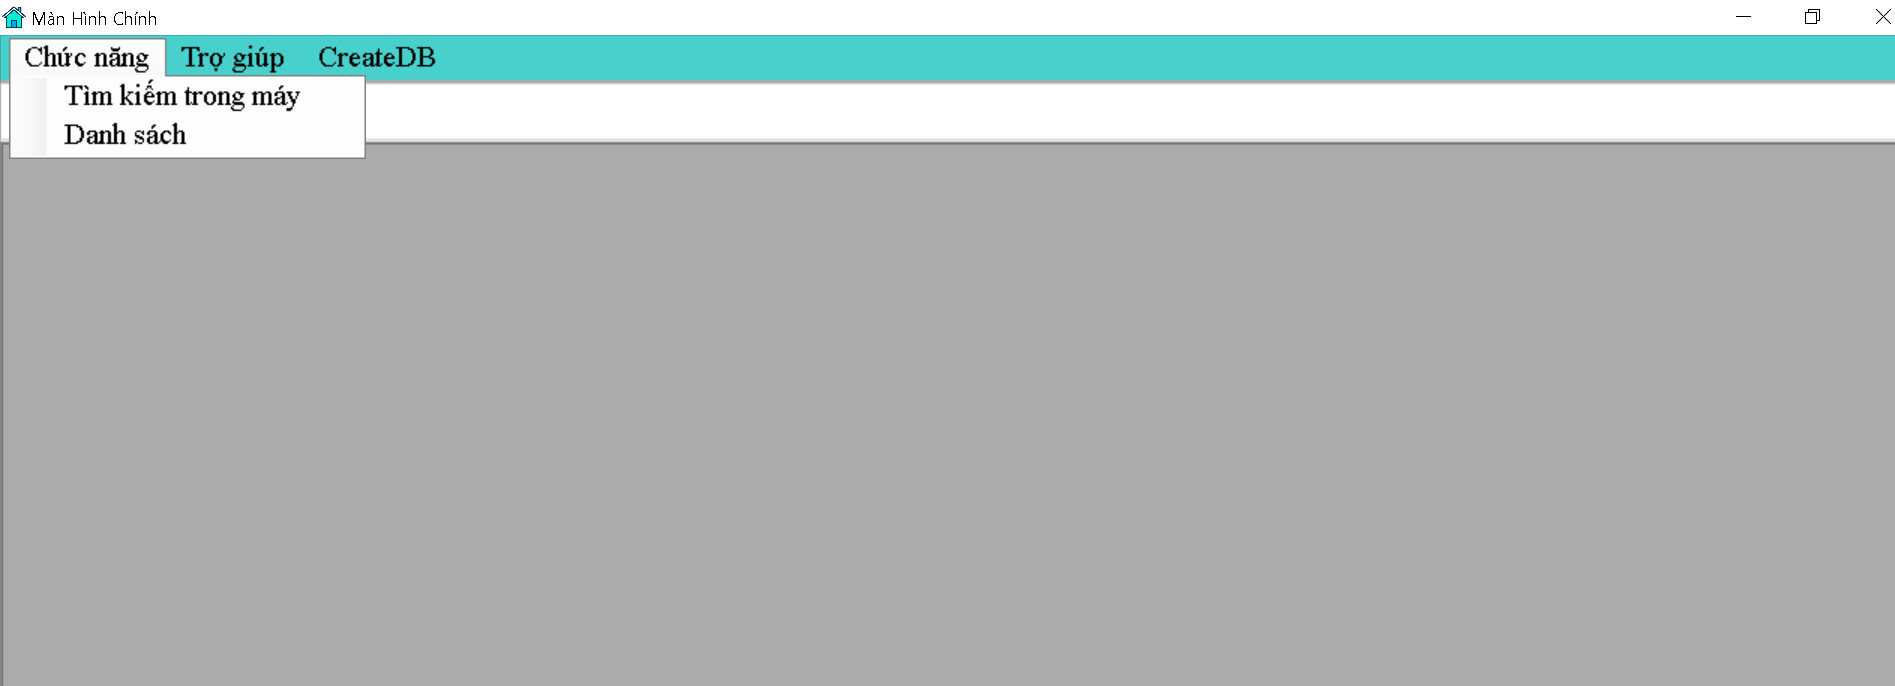 Màn Hình Chính
Chức năng Trợ giúp CreateDB
Tìm kiếm trong máy
Danh sách